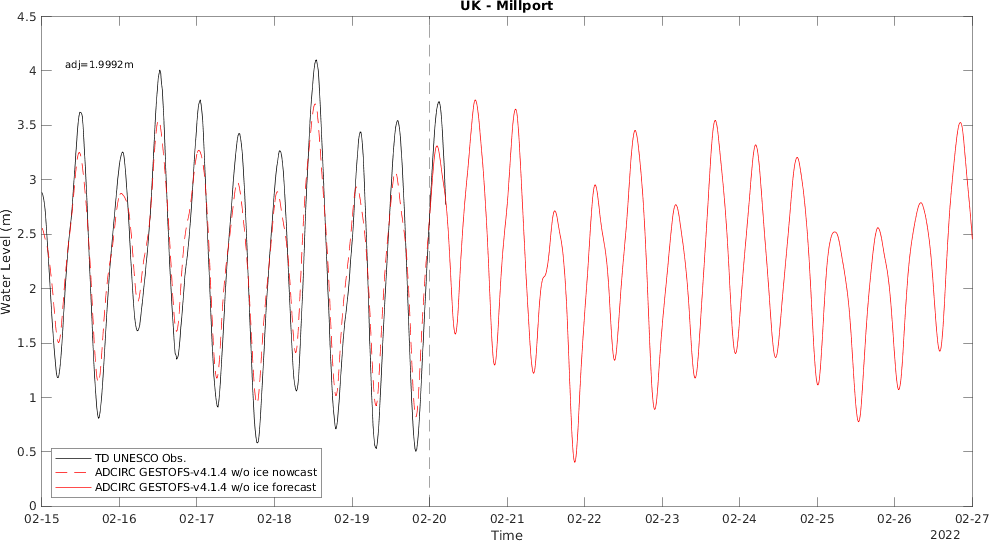 UK - Millport
4.5
4
3.5
3
2.5
2
1.5
1
0.5
0
Water Level (m)
adj=1.9992m
TD UNESCO Obs.
ADCIRC GESTOFS-v4.1.4 w/o ice nowcast
ADCIRC GESTOFS-v4.1.4 w/o ice forecast
02-15 02-16 02-17 02-18 02-19 02-20 02-21 02-22 02-23 02-24 02-25 02-26 02-27
Time
2022